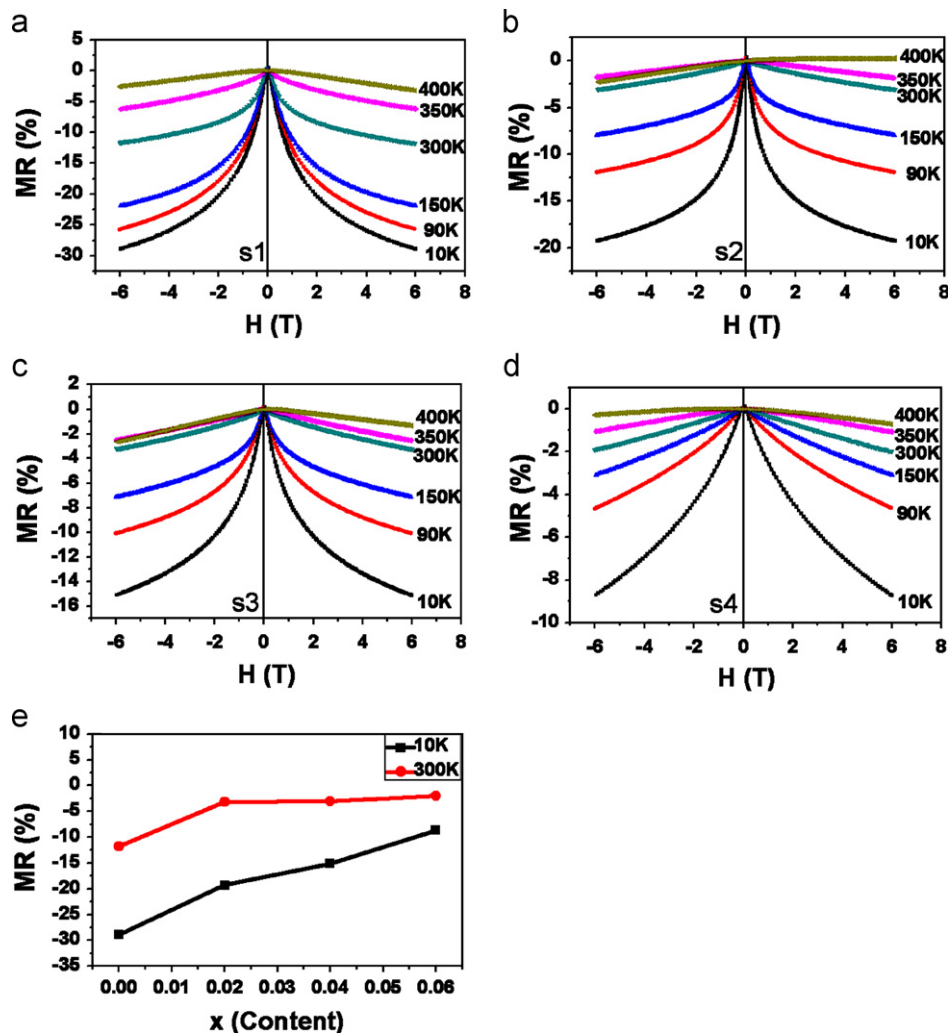 a
5
0
-5
-10
-15
-20
-25
-30
MR (%)
400K
350K
300K
150K
90K
10K
s1
-6 -4 -2 0 2 4 6 8
H (T)
b
0
-5
-10
-15
-20
MR (%)
400K
350K
300K
150K
90K
10K
s2
-6 -4 -2 0 2 4 6 8
H (T)
c
2
0
-2
-4
-6
-8
-10
-12
-14
-16
MR (%)
400K
350K
300K
150K
90K
10K
s3
-6 -4 -2 0 2 4 6 8
H (T)
d
0
-2
-4
-6
-8
-10
MR (%)
400K
350K
300K
150K
90K
10K
s4
-6 -4 -2 0 2 4 6 8
H (T)
e
10
5
0
-5
-10
-15
-20
-25
-30
-35
MR (%)
10K
300K
0.00 0.01 0.02 0.03 0.04 0.05 0.06
x (Content)